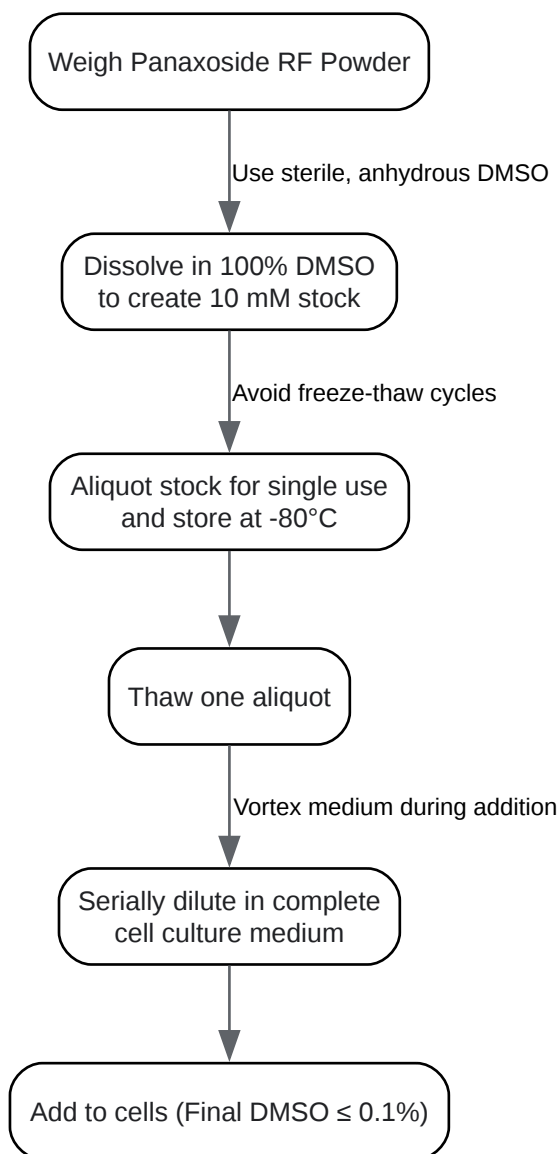 Weigh Panaxoside RF Powder
Use sterile, anhydrous DMSO
Dissolve in 100% DMSO
to create 10 mM stock
Avoid freeze-thaw cycles
Aliquot stock for single use
and store at -80°C
Thaw one aliquot
Vortex medium during addition
Serially dilute in complete
cell culture medium
Add to cells (Final DMSO ≤ 0.1%)